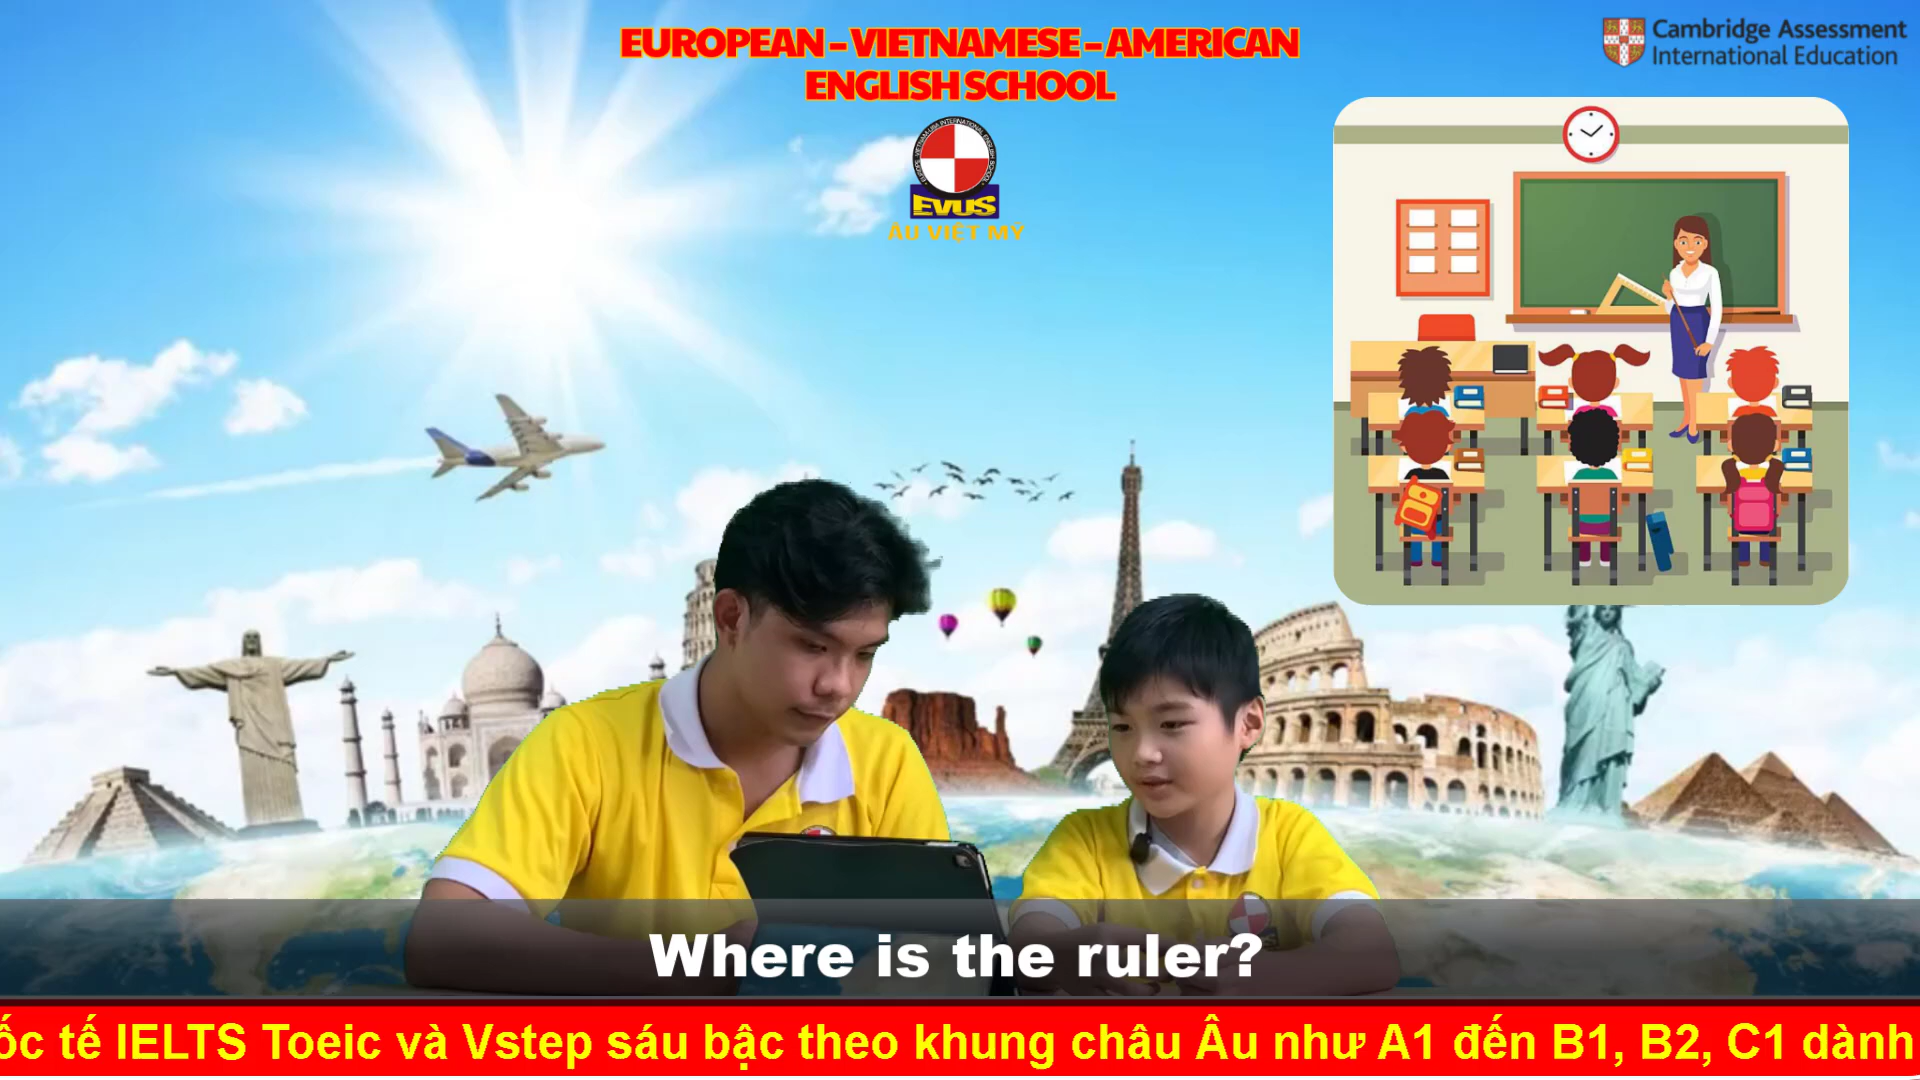 EUROPEAN - VIETNAMESE - AMERICAN
ENGLISH SCHOOL
Cambridge Assessment
International Education
EVUS
ÂU VIỆT MỸ
Where is the ruler?
ốc tế IELTS Toeic và Vstep sáu bậc theo khung châu Âu như A1 đến B1, B2, C1 dành